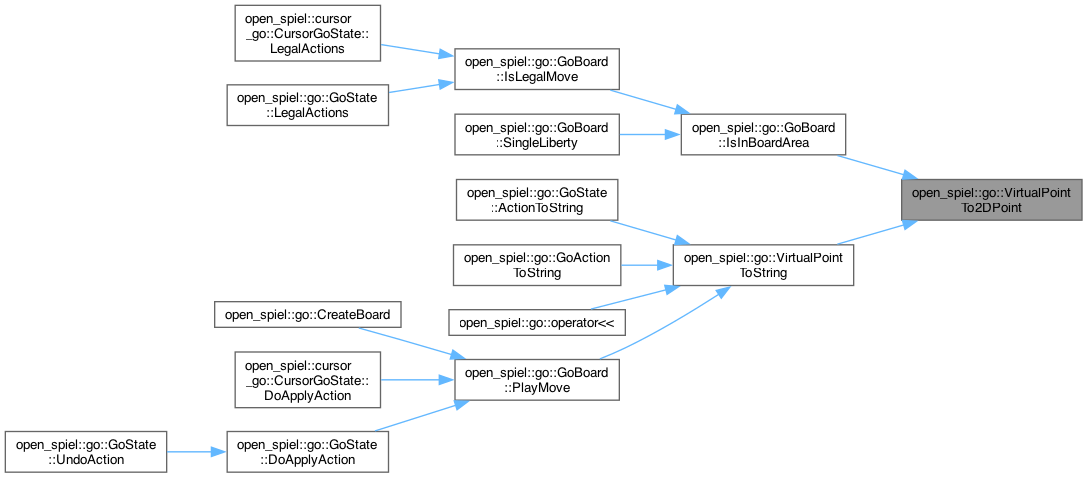 open_spiel::cursor
_go::CursorGoState::
LegalActions
open_spiel::go::GoState
::LegalActions
open_spiel::go::GoBoard
::IsLegalMove
open_spiel::go::GoBoard
::SingleLiberty
open_spiel::go::GoBoard
::IsInBoardArea
open_spiel::go::VirtualPoint
To2DPoint
open_spiel::go::GoState
::ActionToString
open_spiel::go::GoAction
ToString
open_spiel::go::VirtualPoint
ToString
open_spiel::go::operator<<
open_spiel::go::CreateBoard
open_spiel::cursor
_go::CursorGoState::
DoApplyAction
open_spiel::go::GoBoard
::PlayMove
open_spiel::go::GoState
::UndoAction
open_spiel::go::GoState
::DoApplyAction